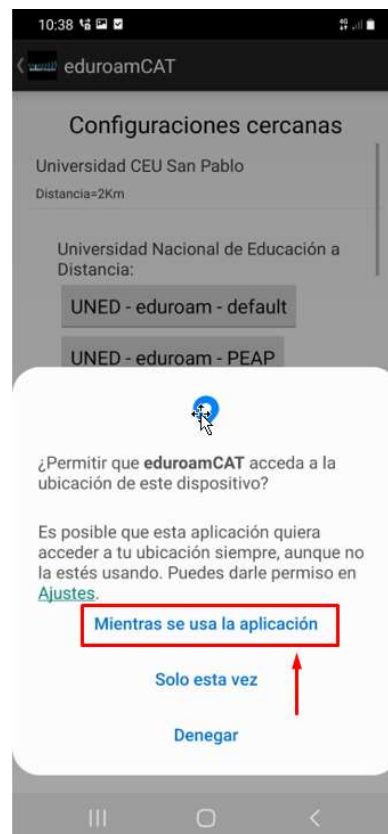 10:38
4G
eduroamCAT
Configuraciones cercanas
Universidad CEU San Pablo
Distancia=2Km
Universidad Nacional de Educación a
Distancia:
UNED - eduroam - default
UNED - eduroam - PEAP
¿Permitir que eduroamCAT acceda a la
ubicación de este dispositivo?
Es posible que esta aplicación quiera
acceder a tu ubicación siempre, aunque no
la estés usando. Puedes darle permiso en
Ajustes.
Mientras se usa la aplicación
Solo esta vez
Denegar